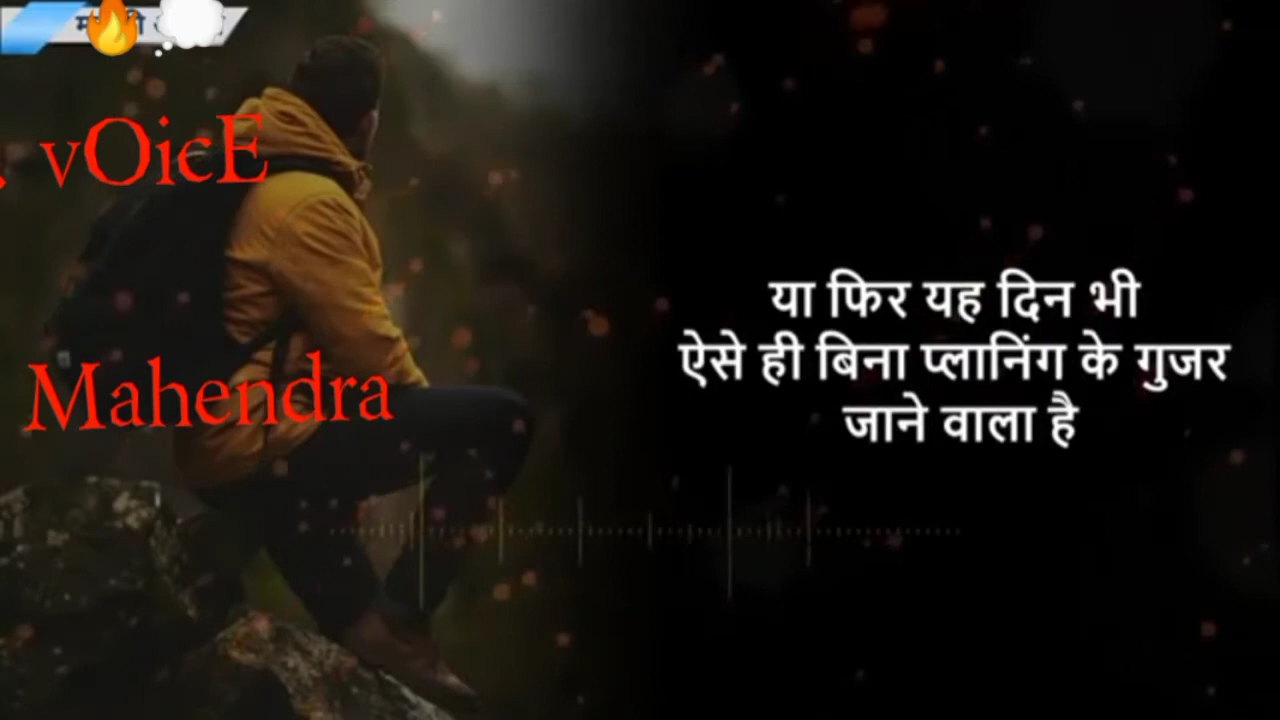 vOicE
Mahendra
या फिर यह दिन भी
ऐसे ही बिना प्लानिंग के गुजर
जाने वाला है